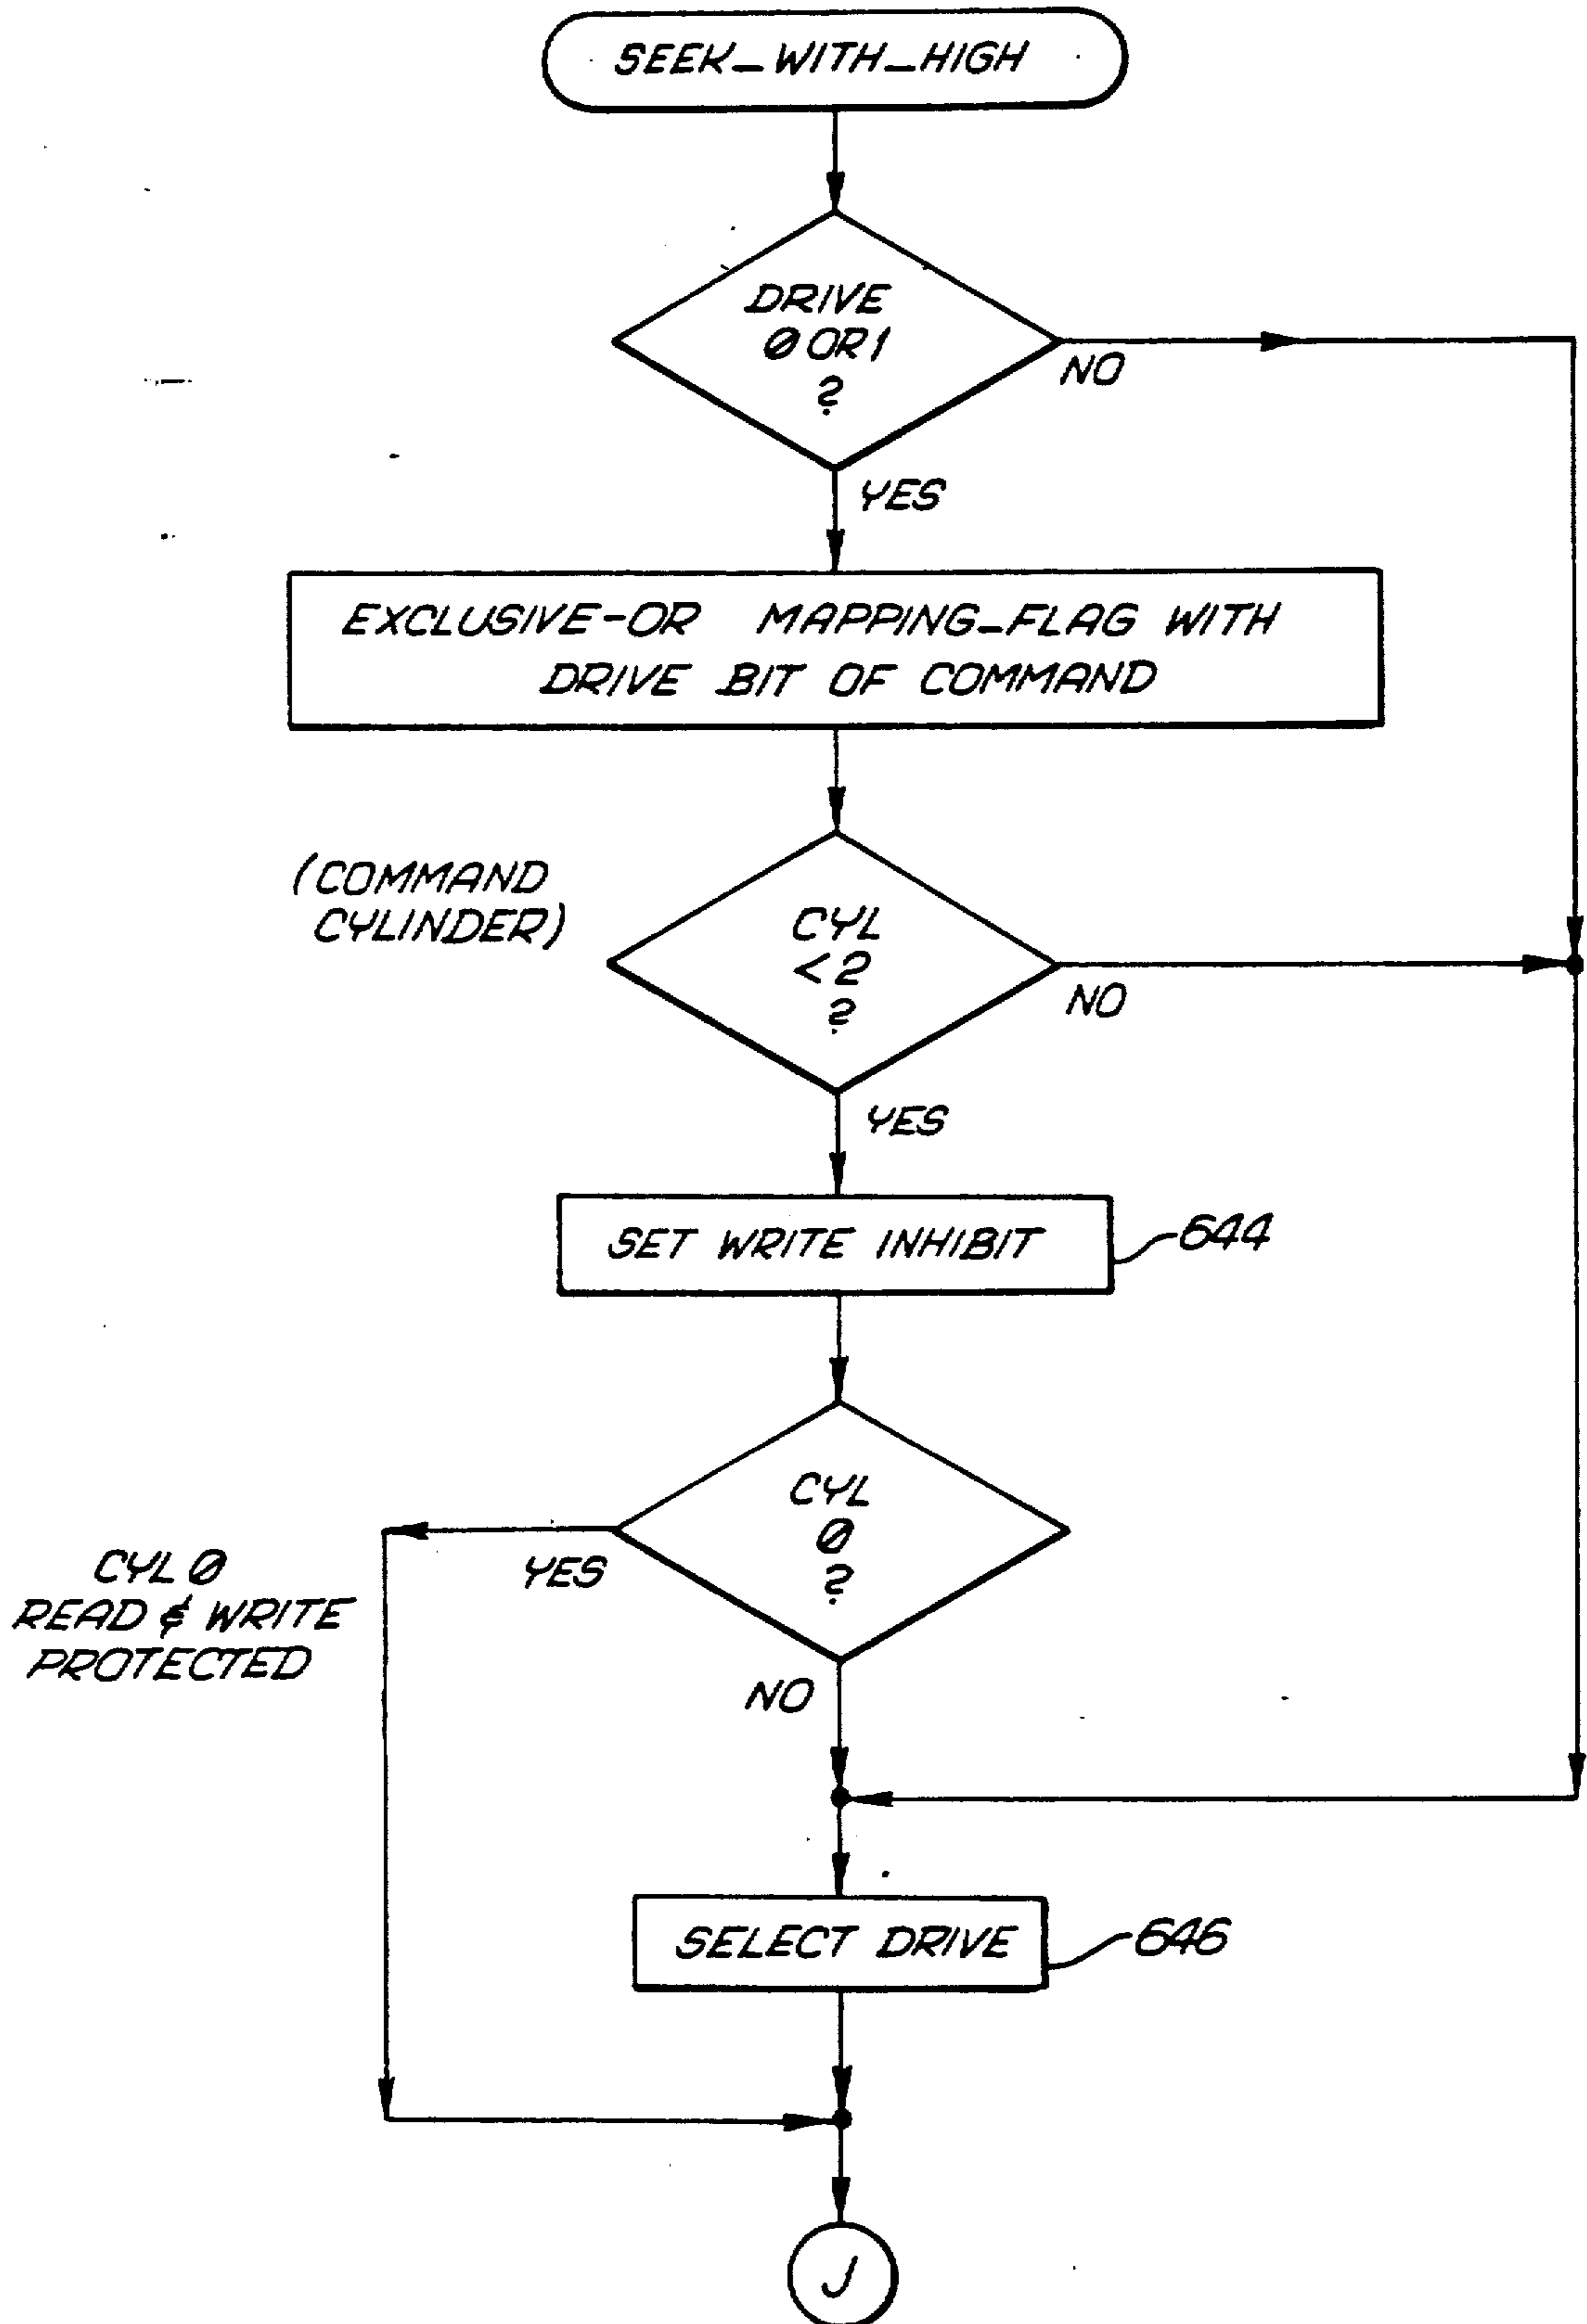 SEEK_WITH_HIGH
DRIVE
Ø OR 1
?
NO
YES
EXCLUSIVE-OR MAPPING_FLAG WITH
DRIVE BIT OF COMMAND
(COMMAND
CYLINDER)
CYL
<2
?
NO
YES
SET WRITE INHIBIT
644
CYL
Ø
?
YES
CYL Ø
READ & WRITE
PROTECTED
NO
SELECT DRIVE
646
J